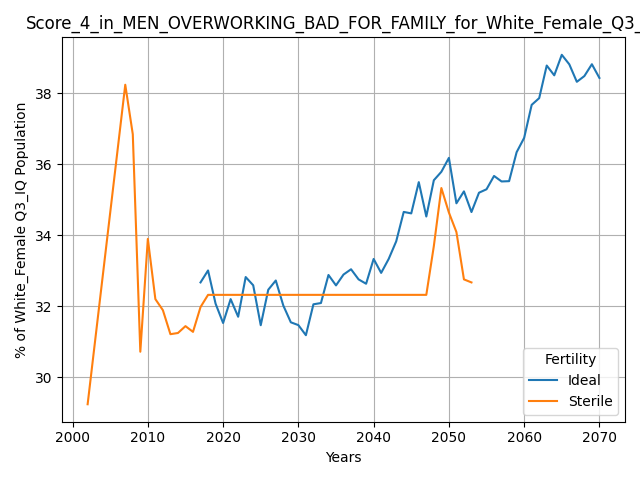 Score_4_in_MEN_OVERWORKING_BAD_FOR_FAMILY_for_White_Female_Q3_
% of White_Female Q3_IQ Population
38
36
34
32
30
Fertility
Ideal
Sterile
2000 2010 2020 2030 2040 2050 2060 2070
Years